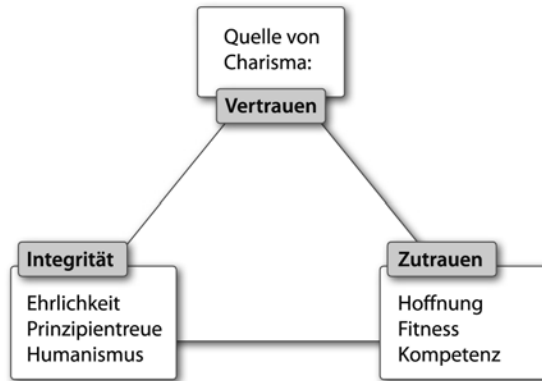 Quelle von
Charisma:
Vertrauen
Integrität
Ehrlichkeit
Prinzipientreue
Humanismus
Zutrauen
Hoffnung
Fitness
Kompetenz